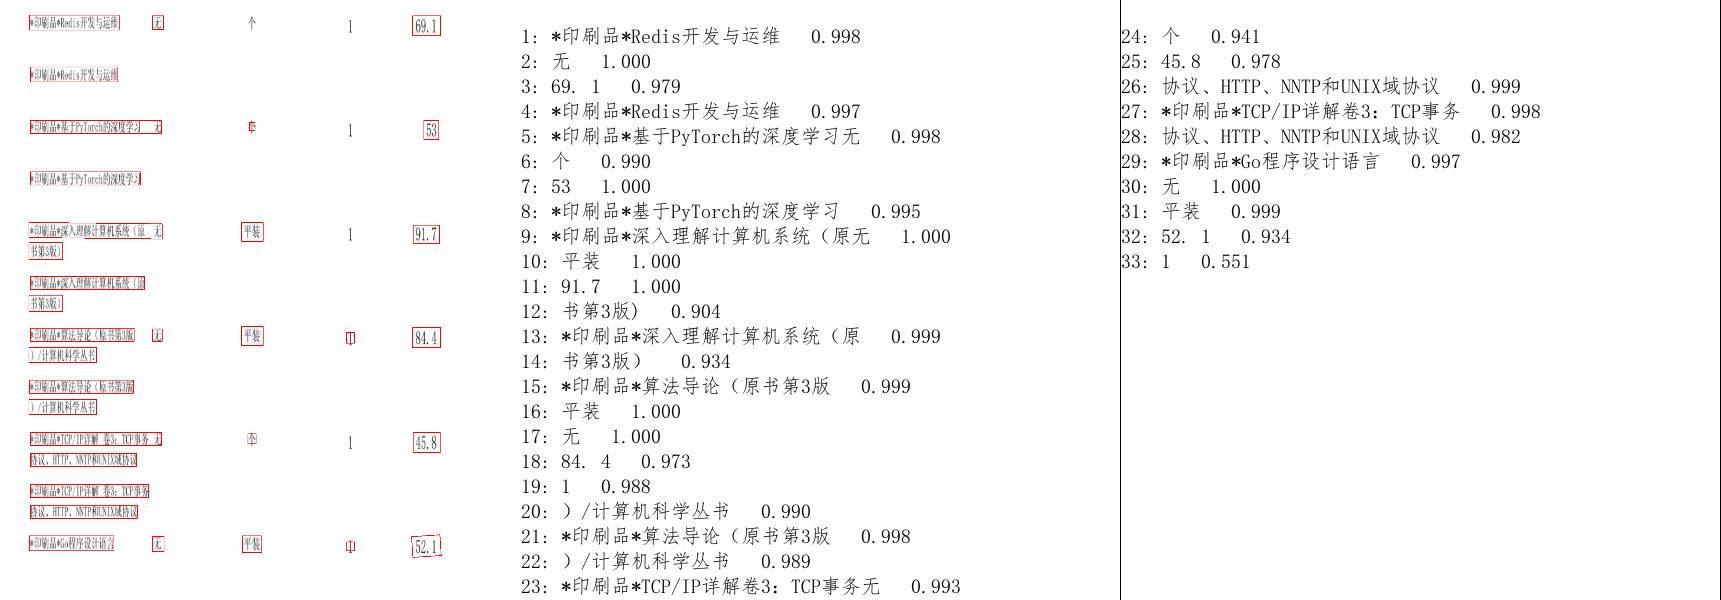 *印刷品*Redis开发与运维 无 个 1 69.1
*印刷品*Redis开发与运维
*印刷品*基于PyTorch的深度学习 无 个 1 53
*印刷品*基于PyTorch的深度学习
*印刷品*深入理解计算机系统（原 无 平装 1 91.7
书第3版）
*印刷品*深入理解计算机系统（原
书第3版）
*印刷品*算法导论（原书第3版 无 平装 1 84.4
）/计算机科学丛书
*印刷品*算法导论（原书第3版
）/计算机科学丛书
*印刷品*TCP/IP详解 卷3：TCP事务 无 个 1 45.8
协议、HTTP、NNTP和UNIX域协议
*印刷品*TCP/IP详解 卷3：TCP事务
协议、HTTP、NNTP和UNIX域协议
*印刷品*Go程序设计语言 无 平装 1 52.1
1: *印刷品*Redis开发与运维 0.998
2: 无 1.000
3: 69. 1 0.979
4: *印刷品*Redis开发与运维 0.997
5: *印刷品*基于PyTorch的深度学习无 0.998
6: 个 0.990
7: 53 1.000
8: *印刷品*基于PyTorch的深度学习 0.995
9: *印刷品*深入理解计算机系统（原无 1.000
10: 平装 1.000
11: 91.7 1.000
12: 书第3版) 0.904
13: *印刷品*深入理解计算机系统（原 0.999
14: 书第3版） 0.934
15: *印刷品*算法导论（原书第3版 0.999
16: 平装 1.000
17: 无 1.000
18: 84. 4 0.973
19: 1 0.988
20: ）/计算机科学丛书 0.990
21: *印刷品*算法导论（原书第3版 0.998
22: ）/计算机科学丛书 0.989
23: *印刷品*TCP/IP详解卷3: TCP事务无 0.993
24: 个 0.941
25: 45.8 0.978
26: 协议、HTTP、NNTP和UNIX域协议 0.999
27: *印刷品*TCP/IP详解卷3: TCP事务 0.998
28: 协议、HTTP、NNTP和UNIX域协议 0.982
29: *印刷品*Go程序设计语言 0.997
30: 无 1.000
31: 平装 0.999
32: 52. 1 0.934
33: 1 0.551